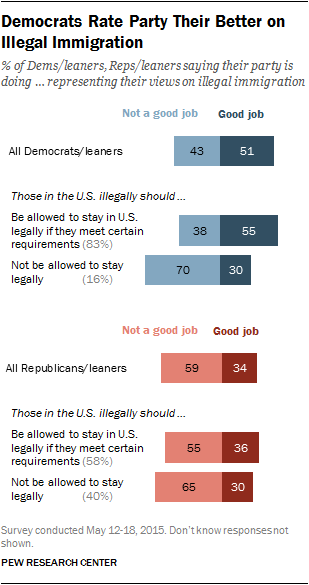 Democrats Rate Party Their Better on
Illegal Immigration
% of Dems/leaners, Reps/leaners saying their party is
doing ... representing their views on illegal immigration
Not a good job Good job
All Democrats/leaners 43 51
Those in the U.S. illegally should ...
Be allowed to stay in U.S.
legally if they meet certain 38 55
requirements (83%)
Not be allowed to stay 70 30
legally (16%)
Not a good job Good job
All Republicans/leaners 59 34
Those in the U.S. illegally should ...
Be allowed to stay in U.S.
legally if they meet certain 55 36
requirements (58%)
Not be allowed to stay 65 30
legally (40%)
Survey conducted May 12-18, 2015. Don't know responses not
shown.
PEW RESEARCH CENTER